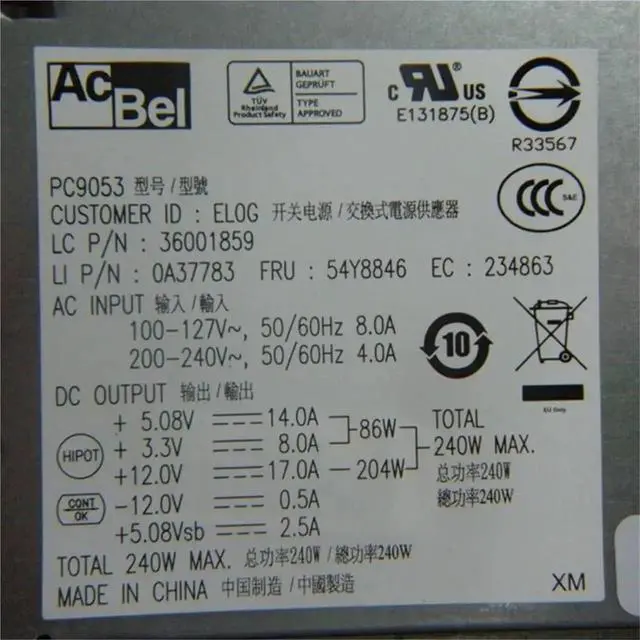 AcBel
TÜV
Rheinland
Product Safety
BAUART
GEPRÜFT
TYPE
APPROVED
c RU US
E131875(B)
R33567
CCC S&E
PC9053 型号/型號
CUSTOMER ID : ELOG 开关电源/交換式電源供應器
LC P/N : 36001859
LI P/N : 0A37783 FRU : 54Y8846 EC : 234863
AC INPUT 输入/輸入
100-127V~, 50/60Hz 8.0A
200-240V~, 50/60Hz 4.0A
10
EU Only
DC OUTPUT 输出/輸出
+ 5.08V 14.0A
+ 3.3V 8.0A
86W
+12.0V 17.0A 204W
-12.0V 0.5A
+5.08Vsb 2.5A
HIPOT
CONT
OK
TOTAL
240W MAX.
总功率240W
總功率240W
TOTAL 240W MAX. 总功率240W/總功率240W
MADE IN CHINA 中国制造/中國製造
XM